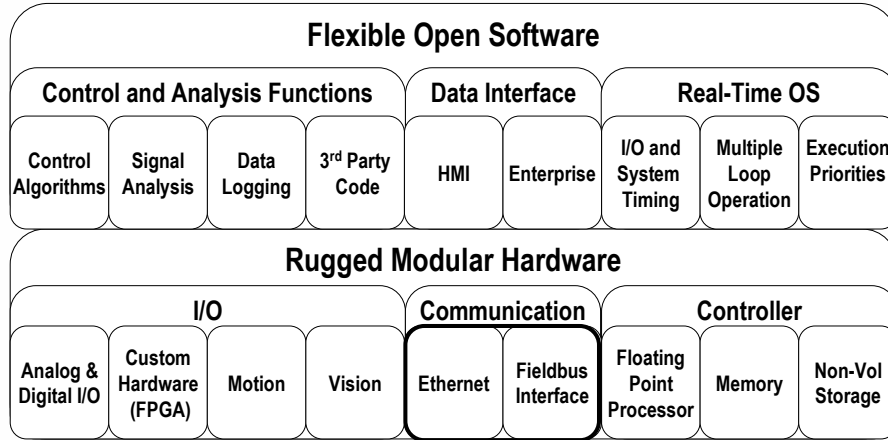 Flexible Open Software
Control and Analysis Functions
Data Interface
Real-Time OS
Control
Algorithms
Signal
Analysis
Data
Logging
3rd Party
Code
HMI
Enterprise
I/O and
System
Timing
Multiple
Loop
Operation
Execution
Priorities
Rugged Modular Hardware
I/O
Communication
Controller
Analog &
Digital I/O
Custom
Hardware
(FPGA)
Motion
Vision
Ethernet
Fieldbus
Interface
Floating
Point
Processor
Memory
Non-Vol
Storage